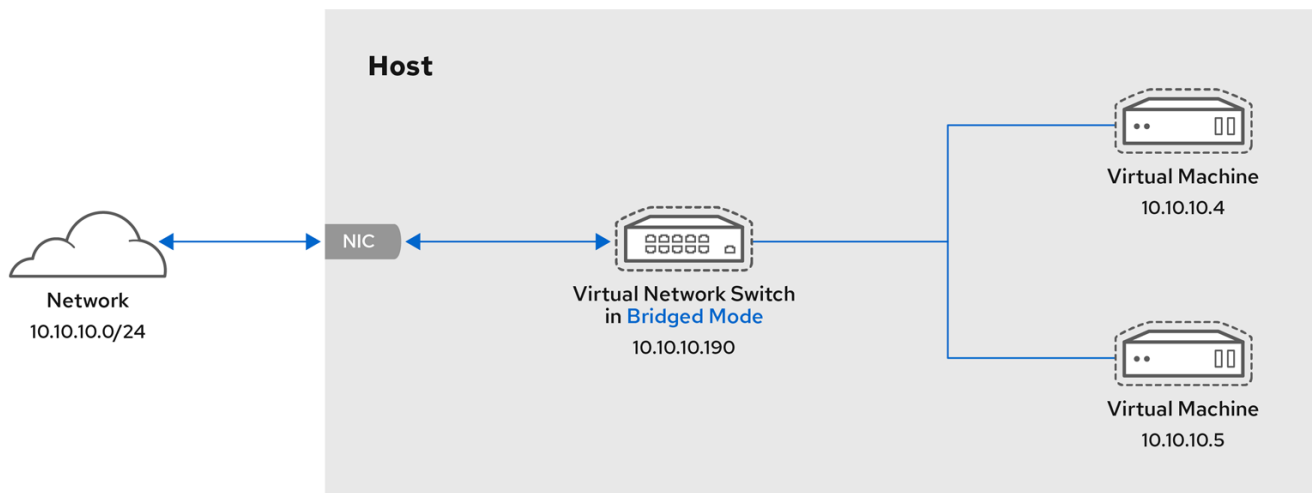 Host
NIC
Network
10.10.10.0/24
Virtual Network Switch
in Bridged Mode
10.10.10.190
Virtual Machine
10.10.10.4
Virtual Machine
10.10.10.5